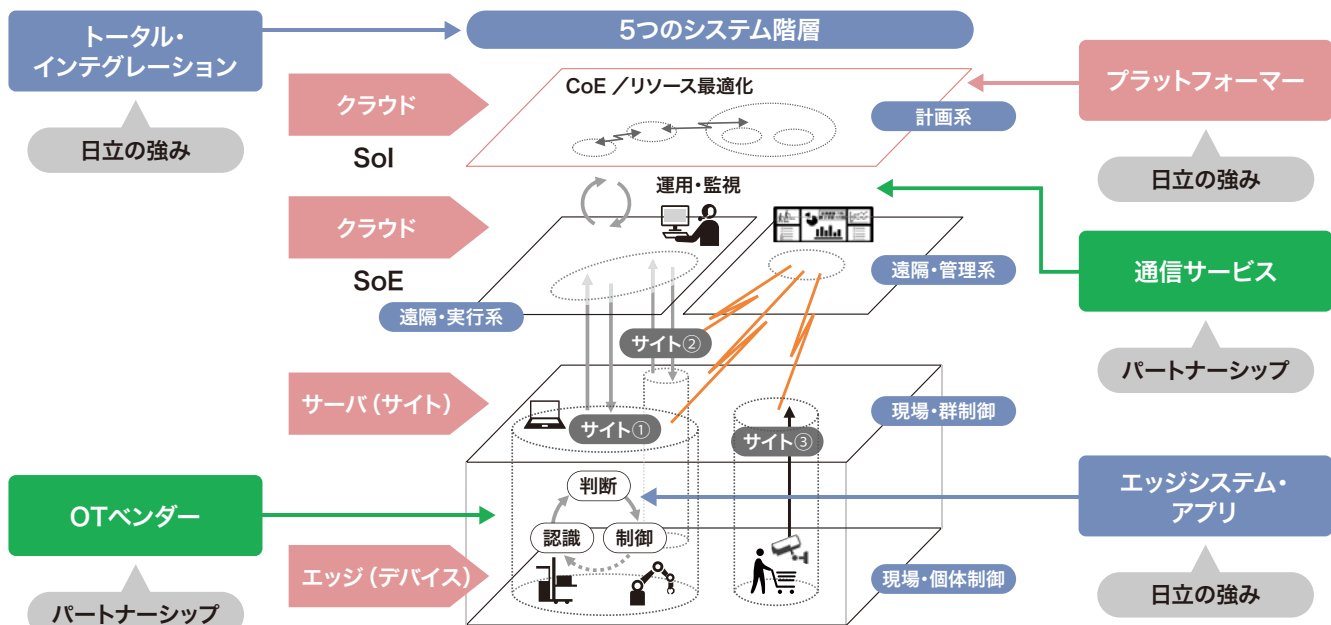 トータル・
インテグレーション
日立の強み
5つのシステム階層
プラットフォーマー
日立の強み
クラウド
SoI
CoE ／リソース最適化
計画系
運用・監視
クラウド
SoE
遠隔・実行系
遠隔・管理系
通信サービス
パートナーシップ
サイト②
サーバ（サイト）
サイト①
サイト③
現場・群制御
OTベンダー
パートナーシップ
判断
認識
制御
エッジシステム・
アプリ
日立の強み
エッジ（デバイス）
現場・個体制御